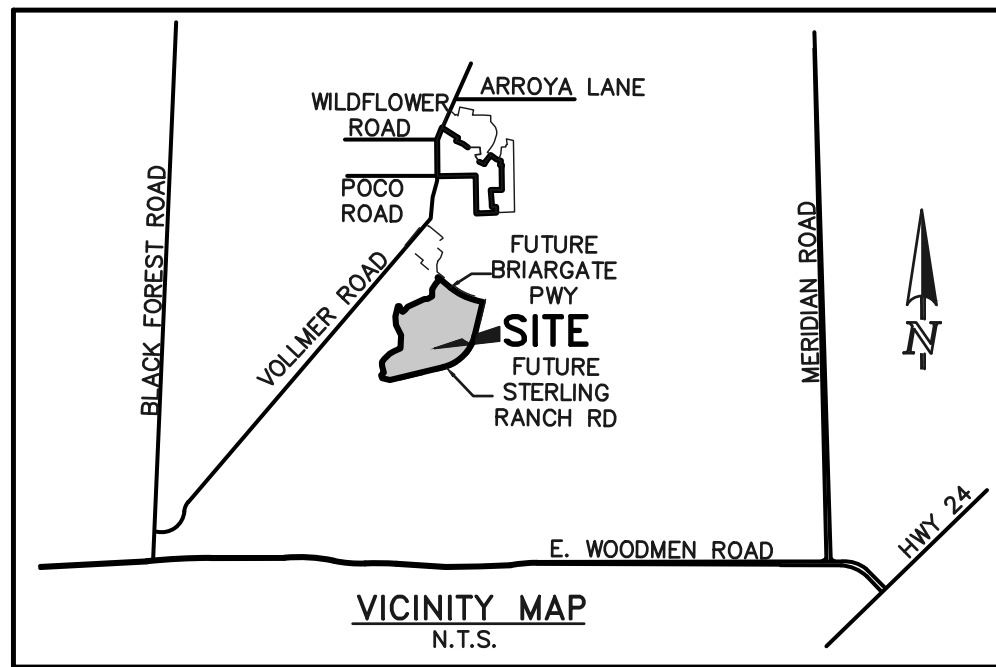 ARROYA LANE
WILDFLOWER
ROAD
POCO
ROAD
BLACK FOREST ROAD
VOLLMER ROAD
FUTURE
BRIARGATE
PWY
SITE
FUTURE
STERLING
RANCH RD
MERIDIAN ROAD
N
HWY 24
E. WOODMEN ROAD
VICINITY MAP
N.T.S.